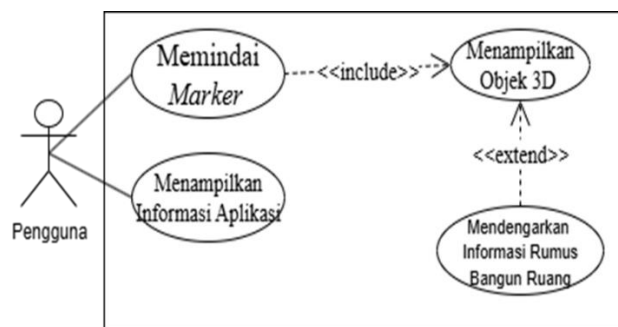 Memindai
Marker
<<include>>
Menampilkan
Objek 3D
<<extend>>
Menampilkan
Informasi Aplikasi
Pengguna
Mendengarkan
Informasi Rumus
Bangun Ruang